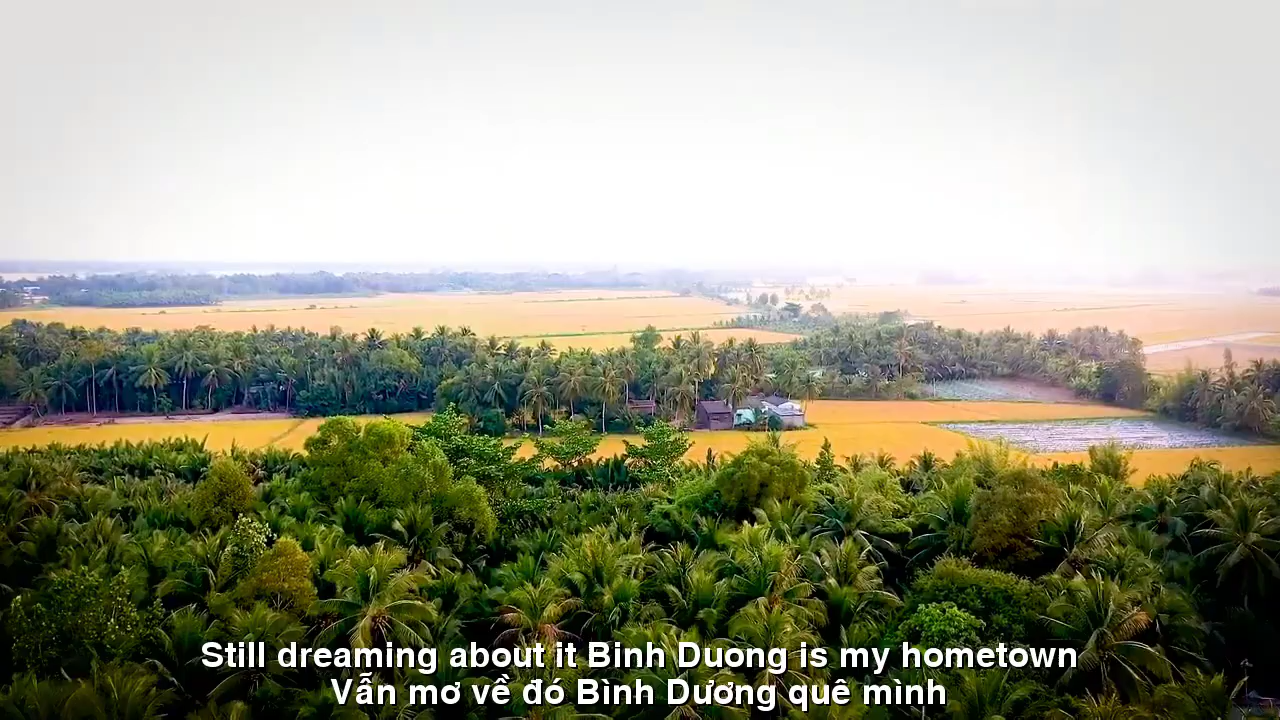 Still dreaming about it Binh Duong is my hometown
Vẫn mơ về đó Bình Dương quê mình